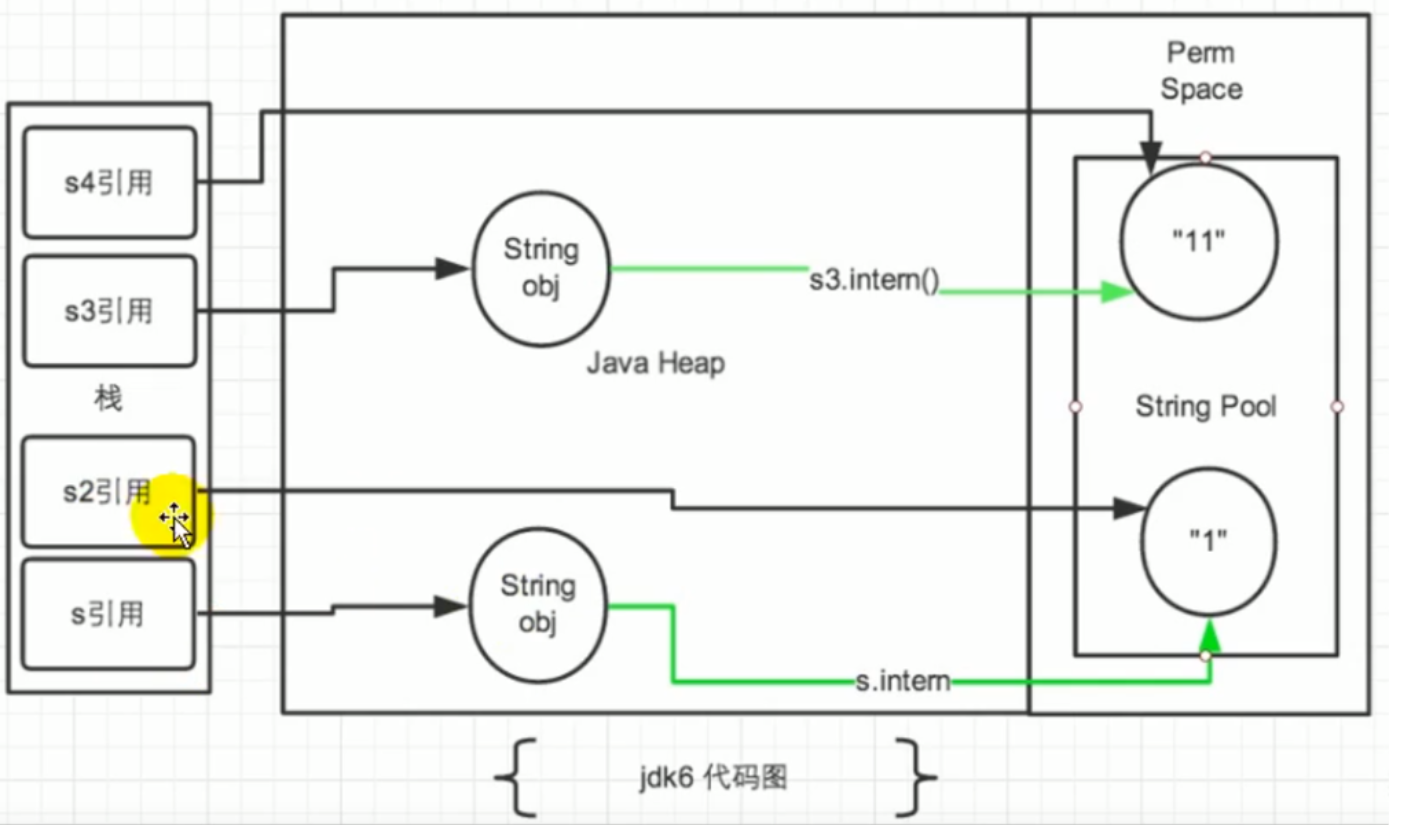 Perm
Space
s4引用
"11"
String
obj
s3.intern()
s3引用
Java Heap
栈
String Pool
s2引用
"1"
String
obj
s引用
s.intern
jdk6 代码图